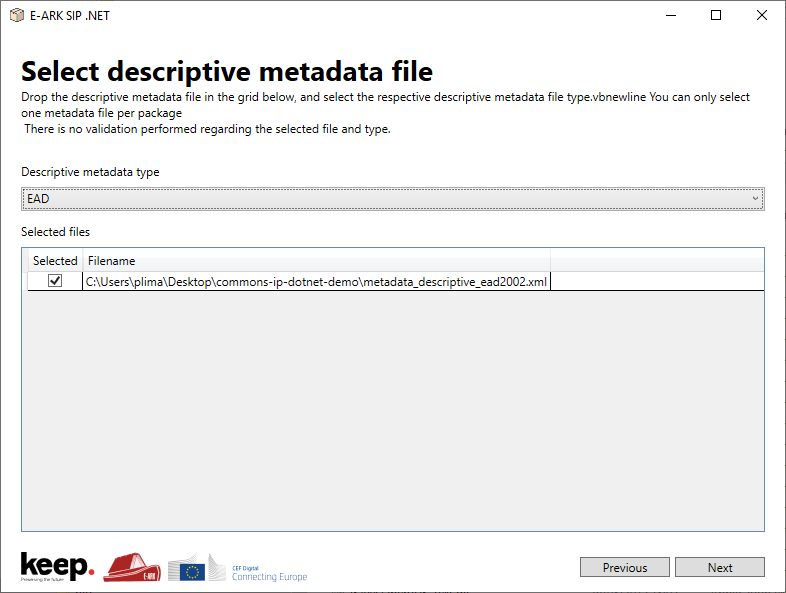 E-ARK SIP .NET
Select descriptive metadata file
Drop the descriptive metadata file in the grid below, and select the respective descriptive metadata file type.vbnewline You can only select
one metadata file per package
There is no validation performed regarding the selected file and type.
Descriptive metadata type
EAD
Selected files
Selected Filename
C:\Users\plima\Desktop\commons-ip-dotnet-demo\metadata_descriptive_ead2002.xml
keep.
Preserving the future
E-ARK
CEF Digital
Connecting Europe
Previous Next